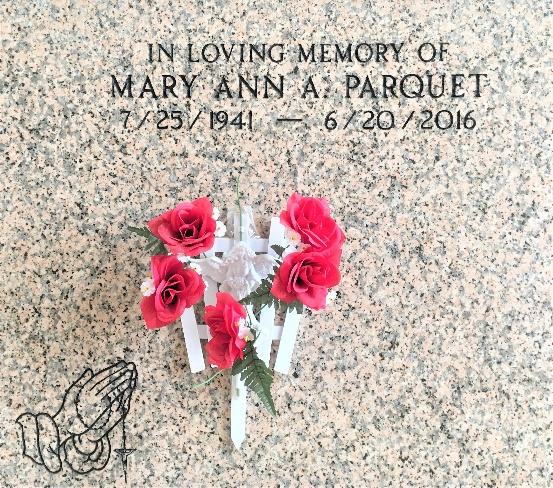 IN LOVING MEMORY OF
MARY ANN A. PARQUET
7/25/1941 — 6/20/2016